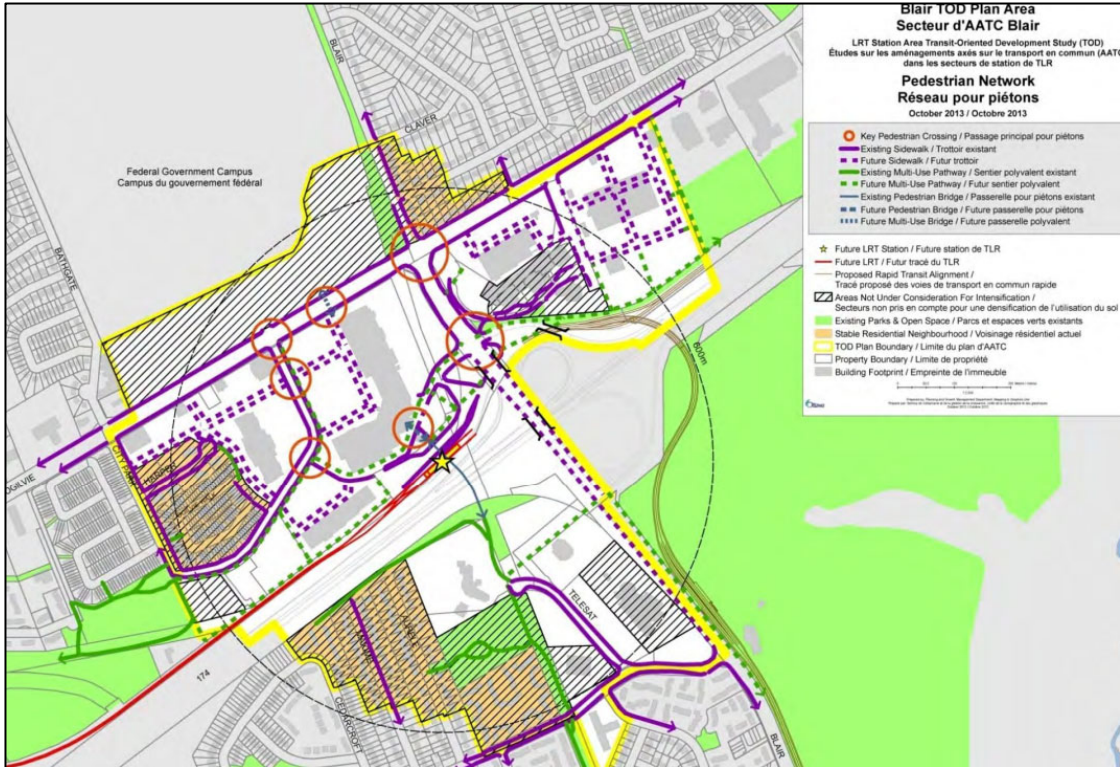 Blair TOD Plan Area
Secteur d'AATC Blair
LRT Station Area Transit-Oriented Development Study (TOD)
Études sur les aménagements axés sur le transport en commun (AATC)
dans les secteurs de station de TLR
Pedestrian Network
Réseau pour piétons
October 2013 / Octobre 2013
Key Pedestrian Crossing / Passage principal pour piétons
Existing Sidewalk / Trottoir existant
Future Sidewalk / Futur trottoir
Existing Multi-Use Pathway / Sentier polyvalent existant
Future Multi-Use Pathway / Futur sentier polyvalent
Existing Pedestrian Bridge / Passerelle pour piétons existant
Future Pedestrian Bridge / Future passerelle pour piétons
Future Multi-Use Bridge / Future passerelle polyvalent
Future LRT Station / Future station de TLR
Future LRT / Futur tracé du TLR
Proposed Rapid Transit Alignment /
Tracé proposé des voies de transport en commun rapide
Areas Not Under Consideration For Intensification /
Secteurs non pris en compte pour une densification de l'utilisation du sol
Existing Parks & Open Space / Parcs et espaces verts existants
Stable Residential Neighbourhood / Voisinage résidentiel actuel
TOD Plan Boundary / Limite du plan d'AATC
Property Boundary / Limite de propriété
Building Footprint / Empreinte de l'immeuble
BLAIR
CLAVER
Federal Government Campus
Campus du gouvernement fédéral
BATHGATE
600m
OGILVIE
CITY PARK
HARPER
TELESAT
174
CEDARCROFT
BLAIR